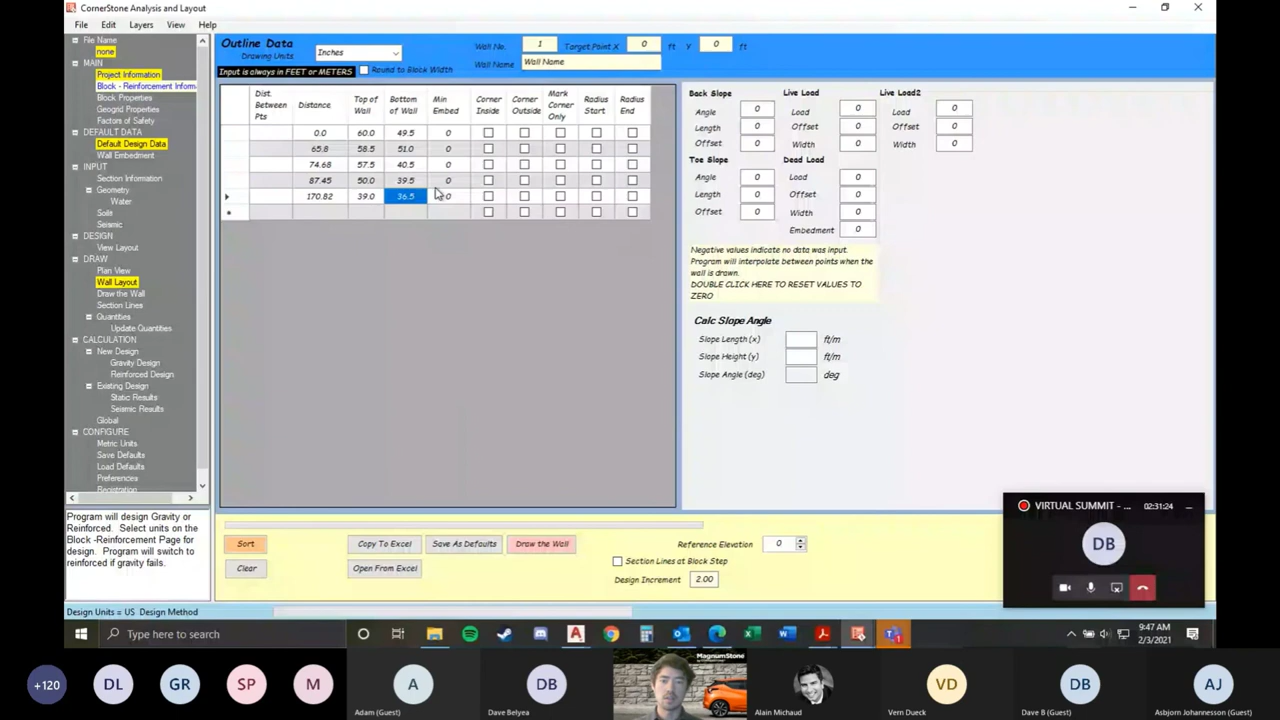 CornerStone Analysis and Layout
File Edit Layers View Help
File Name
none
MAIN
Project Information
Block - Reinforcement Inform
Block Properties
Geogrid Properties
Factors of Safety
DEFAULT DATA
Default Design Data
Wall Embedment
INPUT
Section Information
Geometry
Water
Soils
Seismic
DESIGN
View Layout
DRAW
Plan View
Wall Layout
Draw the Wall
Section Lines
Quantities
Update Quantities
CALCULATION
New Design
Gravity Design
Reinforced Design
Existing Design
Static Results
Seismic Results
Global
CONFIGURE
Metric Units
Save Defaults
Load Defaults
Preferences
Registration
Program will design Gravity or
Reinforced. Select units on the
Block -Reinforcement Page for
design. Program will switch to
reinforced if gravity fails.
Outline Data
Drawing Units Inches
Wall No. 1 Target Point X 0 ft Y 0 ft
Wall Name Wall Name
Input is always in FEET or METERS Round to Block Width
Dist. Between Pts Distance Top of Wall Bottom of Wall Min Embed Corner Inside Corner Outside Mark Corner Only Radius Start Radius End
0.0 60.0 49.5 0
65.8 58.5 51.0 0
74.68 57.5 40.5 0
87.45 50.0 39.5 0
170.82 39.0 36.5 0
Back Slope Live Load Live Load2
Angle 0 Load 0 Load 0
Length 0 Offset 0 Offset 0
Offset 0 Width 0 Width 0
Toe Slope Dead Load
Angle 0 Load 0
Length 0 Offset 0
Offset 0 Width 0
Embedment 0
Negative values indicate no data was input.
Program will interpolate between points when the
wall is drawn.
DOUBLE CLICK HERE TO RESET VALUES TO
ZERO
Calc Slope Angle
Slope Length (x) ft/m
Slope Height (y) ft/m
Slope Angle (deg) deg
Sort Copy To Excel Save As Defaults Draw the Wall Reference Elevation 0
Clear Open From Excel Section Lines at Block Step
Design Increment 2.00
VIRTUAL SUMMIT - ... 02:31:24
DB
Design Units = US Design Method
Type here to search
9:47 AM
2/3/2021
MagnumStone
+120 DL GR SP M A DB VD DB AJ
Adam (Guest) Dave Belyea Alain Michaud Vern Dueck Dave B (Guest) Asbjorn Johannesson (Guest)